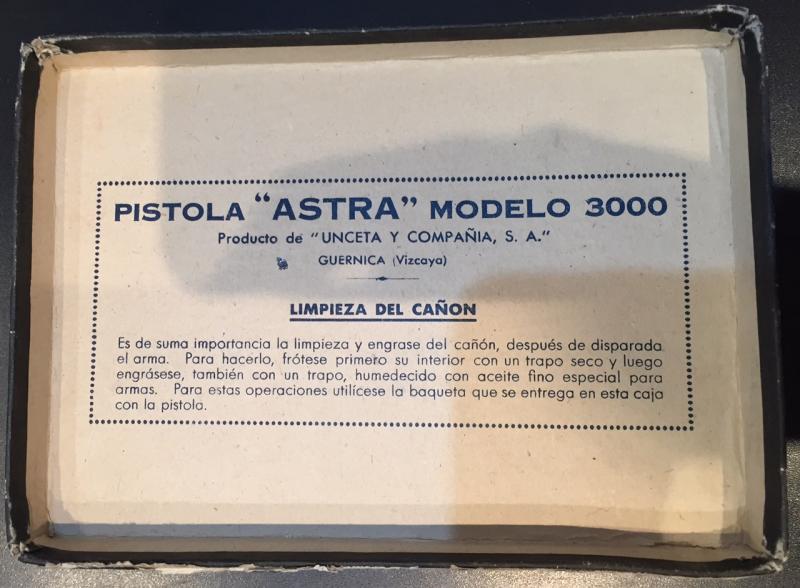 PISTOLA "ASTRA" MODELO 3000
Producto de "UNCETA Y COMPAÑIA, S. A."
GUERNICA (Vizcaya)
LIMPIEZA DEL CAÑON
Es de suma importancia la limpieza y engrase del cañón, después de disparada
el arma. Para hacerlo, frótese primero su interior con un trapo seco y luego
engrásese, también con un trapo, humedecido con aceite fino especial para
armas. Para estas operaciones utilícese la baqueta que se entrega en esta caja
con la pistola.